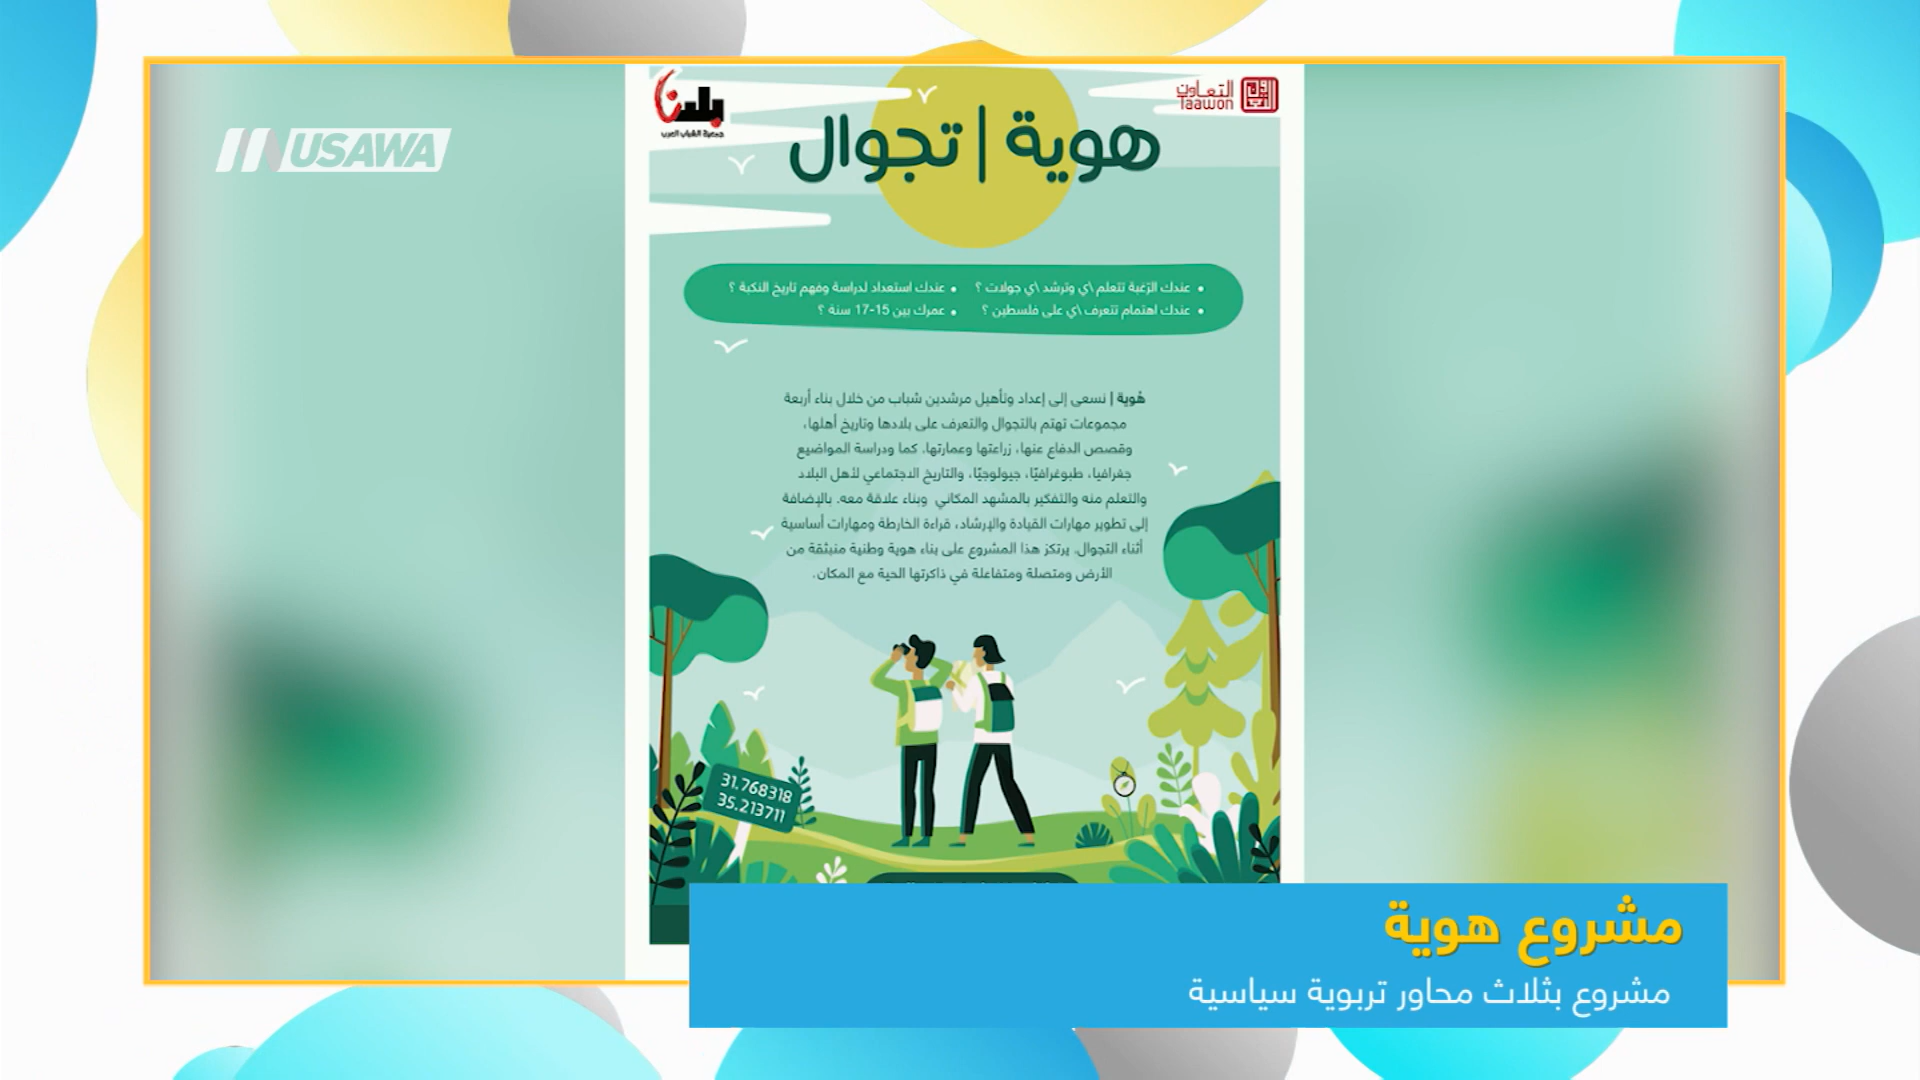 USAWA
بلدنا
جمعية الشباب العرب
التعاون
Taawon
هوية | تجوال
• عندك الرّغبة تتعلم \ي وترشد \ي جولات ؟
• عندك اهتمام تتعرف \ي على فلسطين ؟
• عندك استعداد لدراسة وفهم تاريخ النكبة ؟
• عمرك بين 15-17 سنة ؟
هُوية | نسعى إلى إعداد وتأهيل مرشدين شباب من خلال بناء أربعة
مجموعات تهتم بالتجوال والتعرف على بلادها وتاريخ أهلها،
وقصص الدفاع عنها، زراعتها وعمارتها. كما ودراسة المواضيع
جغرافيا، طبوغرافيًا، جيولوجيًا، والتاريخ الاجتماعي لأهل البلاد
والتعلم منه والتفكير بالمشهد المكاني وبناء علاقة معه. بالإضافة
إلى تطوير مهارات القيادة والإرشاد، قراءة الخارطة ومهارات أساسية
أثناء التجوال. يرتكز هذا المشروع على بناء هوية وطنية منبثقة من
الأرض ومتصلة ومتفاعلة في ذاكرتها الحية مع المكان.
31.768318
35.213711
مشروع هوية
مشروع بثلاث محاور تربوية سياسية